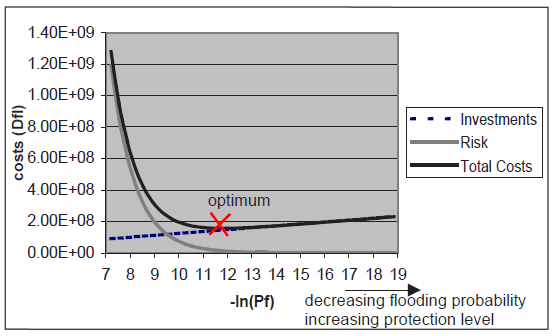 1.40E+09
1.20E+09
1.00E+09
8.00E+08
6.00E+08
4.00E+08
2.00E+08
0.00E+00
costs (Dfl)
optimum
7 8 9 10 11 12 13 14 15 16 17 18 19
-ln(Pf)
decreasing flooding probability
increasing protection level
Investments
Risk
Total Costs